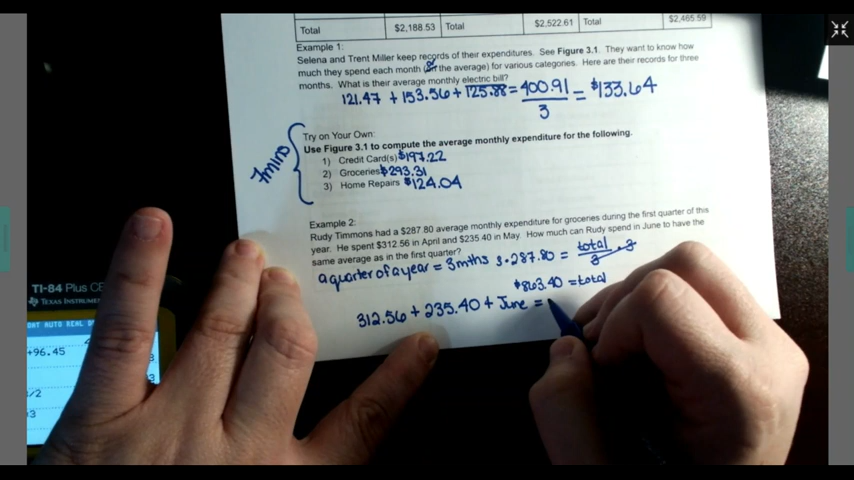 Total $2,188.53 Total $2,522.61 Total $2,465.59
Example 1:
Selena and Trent Miller keep records of their expenditures. See Figure 3.1. They want to know how
much they spend each month (or the average) for various categories. Here are their records for three
months. What is their average monthly electric bill?
121.47 + 153.56 + 125.88 = 400.91 / 3 = $133.64
7mins
Try on Your Own:
Use Figure 3.1 to compute the average monthly expenditure for the following.
1) Credit Card(s) $197.22
2) Groceries $293.31
3) Home Repairs $124.04
Example 2:
Rudy Timmons had a $287.80 average monthly expenditure for groceries during the first quarter of this
year. He spent $312.56 in April and $235.40 in May. How much can Rudy spend in June to have the
same average as in the first quarter?
a quarter of a year = 3mths 3·287.80 = total / 3 · 3
$863.40 = total
312.56 + 235.40 + June =
TI-84 Plus CE
TEXAS INSTRUMENTS
AUTO REAL
+96.45
3
/2
3